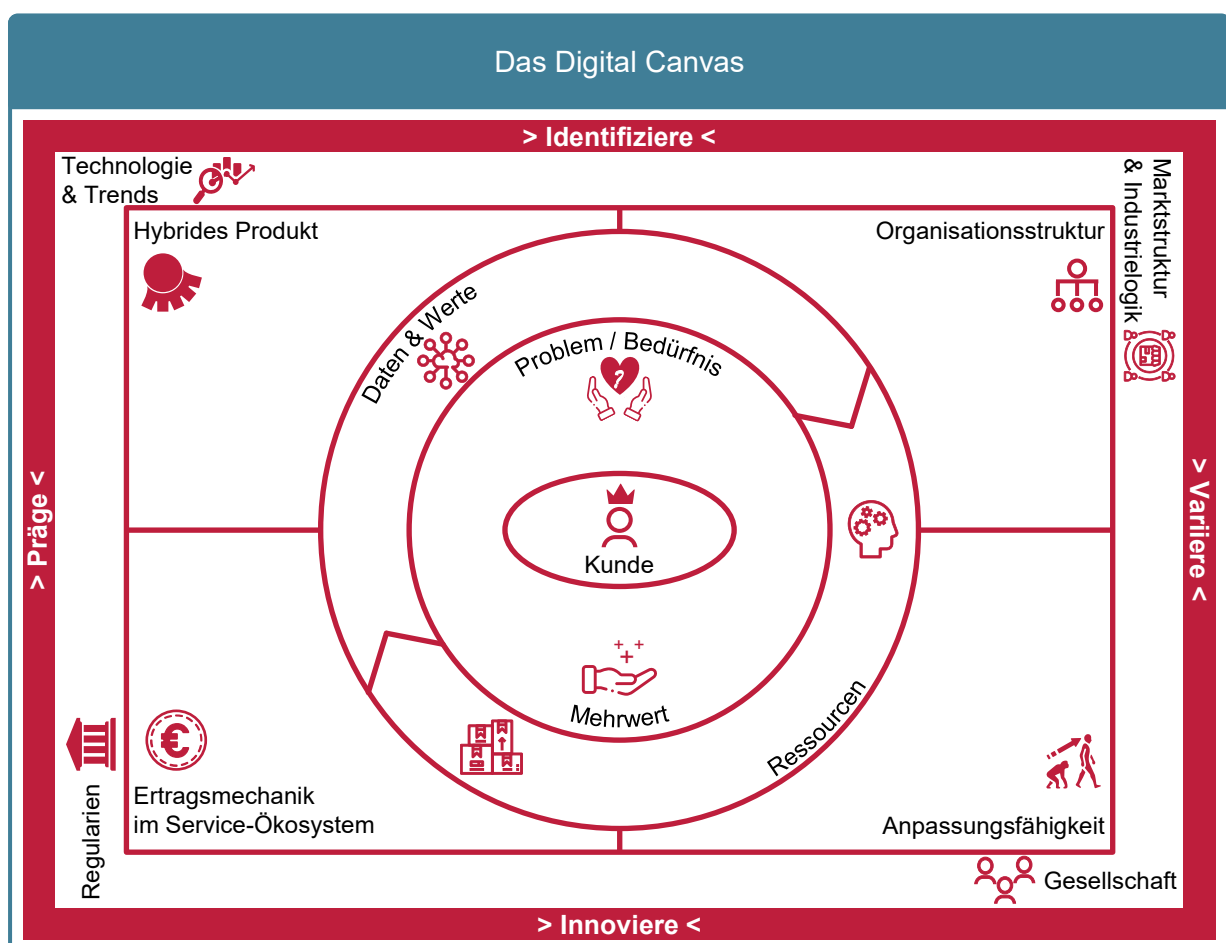 Das Digital Canvas
> Identifiziere <
Technologie
& Trends
Marktstruktur
& Industrielogik
Hybrides Produkt
Organisationsstruktur
Daten & Werte
Problem / Bedürfnis
?
> Präge <
Kunde
> Variiere <
Mehrwert
Ressourcen
€
Regularien
Ertragsmechanik
im Service-Ökosystem
Anpassungsfähigkeit
Gesellschaft
> Innoviere <